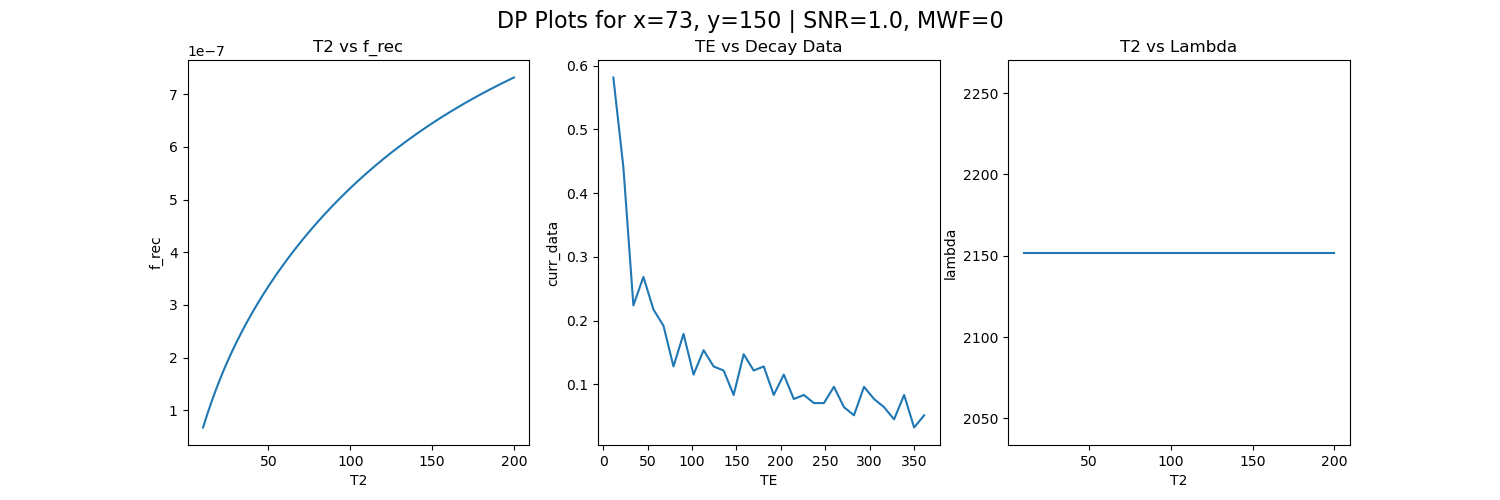 DP Plots for x=73, y=150 | SNR=1.0, MWF=0
T2 vs f_rec
1e−7
7
6
5
4
3
2
1
f_rec
50 100 150 200
T2
TE vs Decay Data
0.6
0.5
0.4
0.3
0.2
0.1
curr_data
0 50 100 150 200 250 300 350
TE
T2 vs Lambda
2250
2200
2150
2100
2050
lambda
50 100 150 200
T2